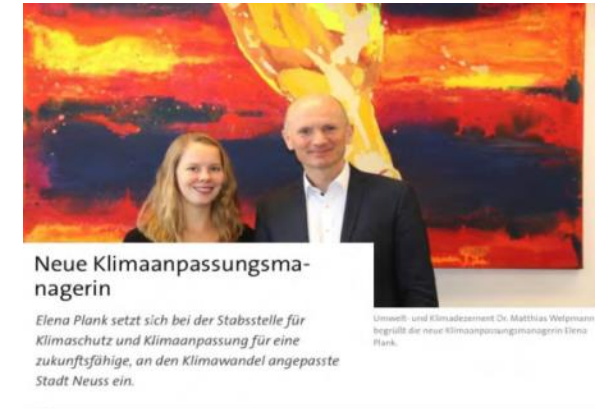 Neue Klimaanpassungsma-
nagerin
Elena Plank setzt sich bei der Stabsstelle für
Klimaschutz und Klimaanpassung für eine
zukunftsfähige, an den Klimawandel angepasste
Stadt Neuss ein.
Umwelt- und Klimadezernent Dr. Matthias Welpmann
begrüßt die neue Klimaanpassungsmanagerin Elena
Plank.